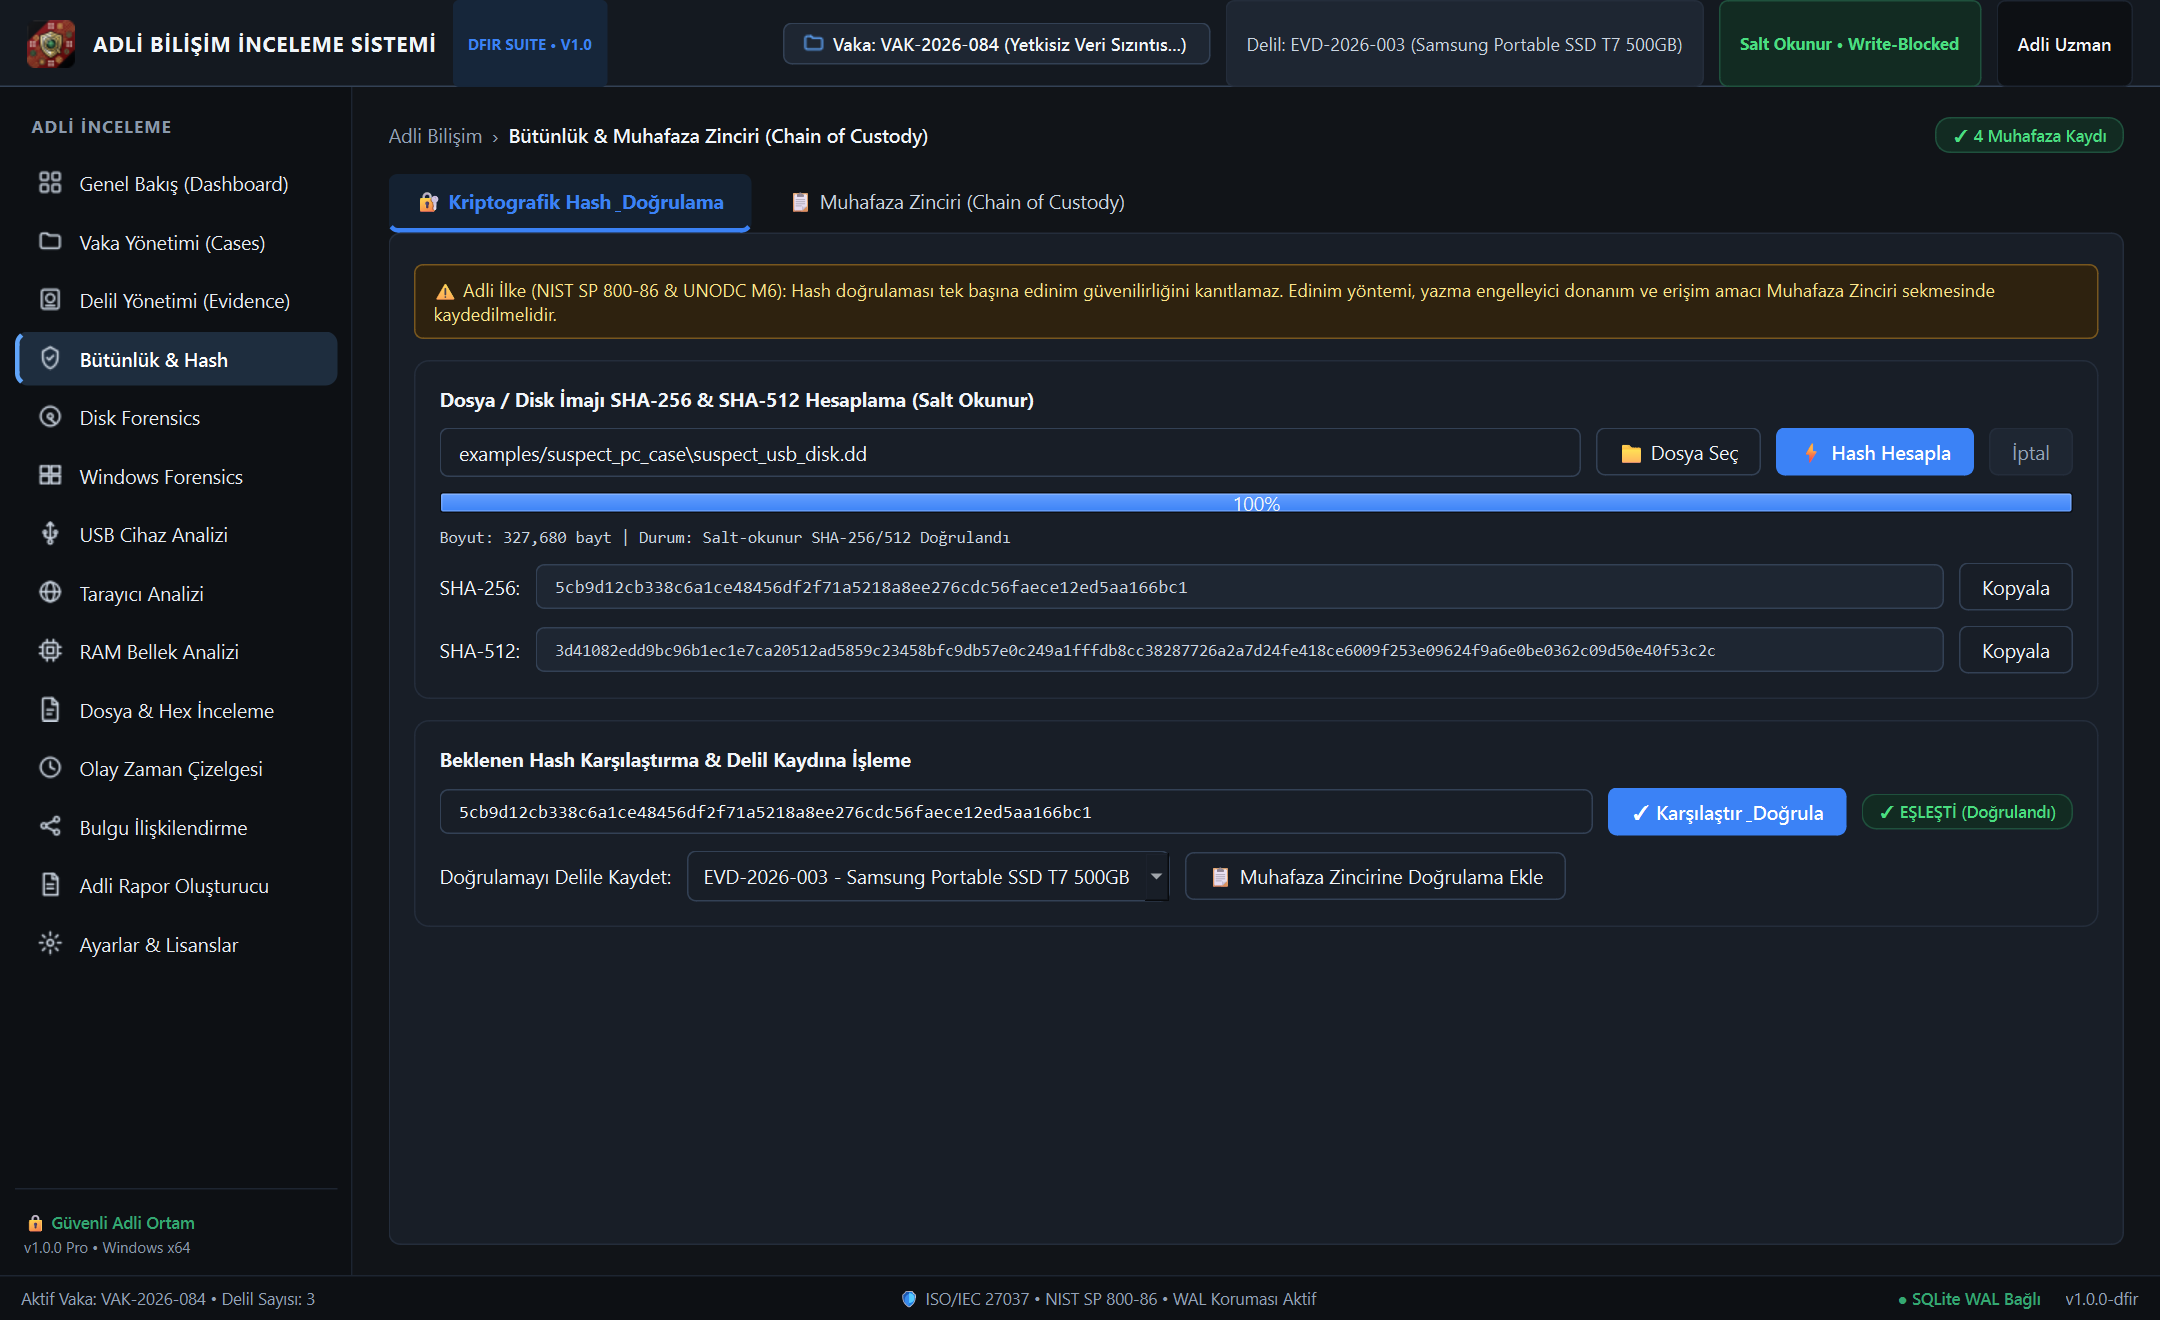 ADLİ BİLİŞİM İNCELEME SİSTEMİ
DFIR SUITE • V1.0
Vaka: VAK-2026-084 (Yetkisiz Veri Sızıntıs...)
Delil: EVD-2026-003 (Samsung Portable SSD T7 500GB)
Salt Okunur • Write-Blocked
Adli Uzman
ADLİ İNCELEME
Genel Bakış (Dashboard)
Vaka Yönetimi (Cases)
Delil Yönetimi (Evidence)
Bütünlük & Hash
Disk Forensics
Windows Forensics
USB Cihaz Analizi
Tarayıcı Analizi
RAM Bellek Analizi
Dosya & Hex İnceleme
Olay Zaman Çizelgesi
Bulgu İlişkilendirme
Adli Rapor Oluşturucu
Ayarlar & Lisanslar
Güvenli Adli Ortam
v1.0.0 Pro • Windows x64
Adli Bilişim › Bütünlük & Muhafaza Zinciri (Chain of Custody)
✓ 4 Muhafaza Kaydı
Kriptografik Hash _Doğrulama
Muhafaza Zinciri (Chain of Custody)
Adli İlke (NIST SP 800-86 & UNODC M6): Hash doğrulaması tek başına edinim güvenilirliğini kanıtlamaz. Edinim yöntemi, yazma engelleyici donanım ve erişim amacı Muhafaza Zinciri sekmesinde
kaydedilmelidir.
Dosya / Disk İmajı SHA-256 & SHA-512 Hesaplama (Salt Okunur)
examples/suspect_pc_case\suspect_usb_disk.dd
Dosya Seç
Hash Hesapla
İptal
100%
Boyut: 327,680 bayt | Durum: Salt-okunur SHA-256/512 Doğrulandı
SHA-256:
5cb9d12cb338c6a1ce48456df2f71a5218a8ee276cdc56faece12ed5aa166bc1
Kopyala
SHA-512:
3d41082edd9bc96b1ec1e7ca20512ad5859c23458bfc9db57e0c249a1fffdb8cc38287726a2a7d24fe418ce6009f253e09624f9a6e0be0362c09d50e40f53c2c
Kopyala
Beklenen Hash Karşılaştırma & Delil Kaydına İşleme
5cb9d12cb338c6a1ce48456df2f71a5218a8ee276cdc56faece12ed5aa166bc1
✓ Karşılaştır _Doğrula
✓ EŞLEŞTİ (Doğrulandı)
Doğrulamayı Delile Kaydet:
EVD-2026-003 - Samsung Portable SSD T7 500GB
Muhafaza Zincirine Doğrulama Ekle
Aktif Vaka: VAK-2026-084 • Delil Sayısı: 3
ISO/IEC 27037 • NIST SP 800-86 • WAL Koruması Aktif
● SQLite WAL Bağlı
v1.0.0-dfir